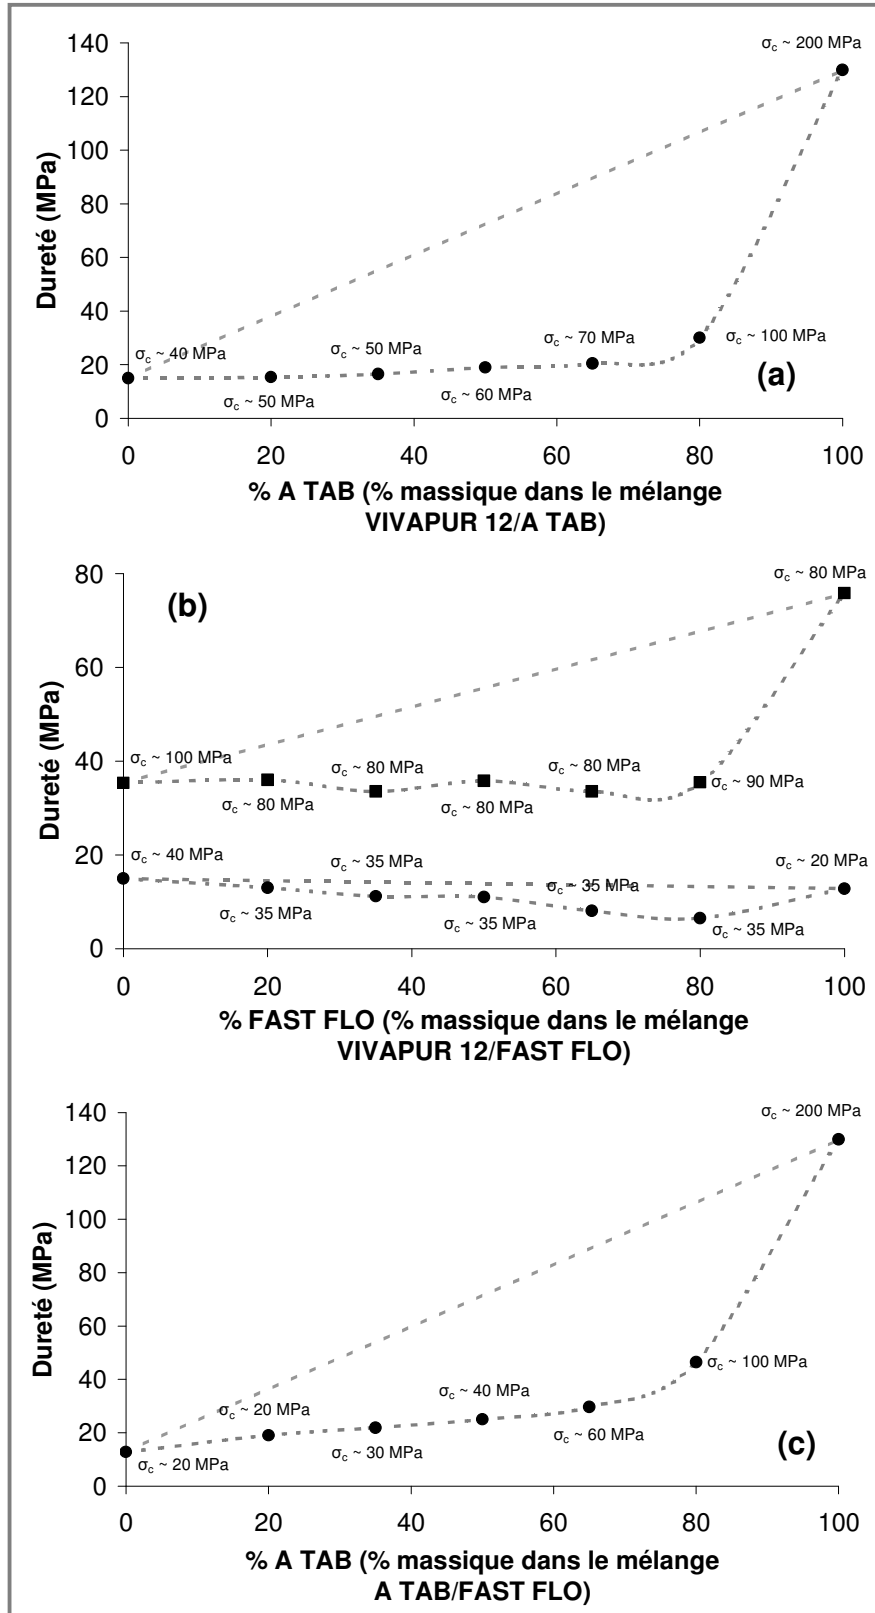 140
120
100
80
60
40
20
0
Dureté (MPa)
σc ~ 200 MPa
σc ~ 40 MPa
σc ~ 50 MPa
σc ~ 50 MPa
σc ~ 60 MPa
σc ~ 70 MPa
σc ~ 100 MPa
(a)
0 20 40 60 80 100
% A TAB (% massique dans le mélange
VIVAPUR 12/A TAB)
80
60
40
20
0
Dureté (MPa)
(b)
σc ~ 80 MPa
σc ~ 100 MPa
σc ~ 80 MPa
σc ~ 80 MPa
σc ~ 80 MPa
σc ~ 80 MPa
σc ~ 90 MPa
σc ~ 40 MPa
σc ~ 35 MPa
σc ~ 35 MPa
σc ~ 35 MPa
σc ~ 35 MPa
σc ~ 35 MPa
σc ~ 20 MPa
0 20 40 60 80 100
% FAST FLO (% massique dans le mélange
VIVAPUR 12/FAST FLO)
140
120
100
80
60
40
20
0
Dureté (MPa)
σc ~ 200 MPa
σc ~ 20 MPa
σc ~ 20 MPa
σc ~ 30 MPa
σc ~ 40 MPa
σc ~ 60 MPa
σc ~ 100 MPa
(c)
0 20 40 60 80 100
% A TAB (% massique dans le mélange
A TAB/FAST FLO)